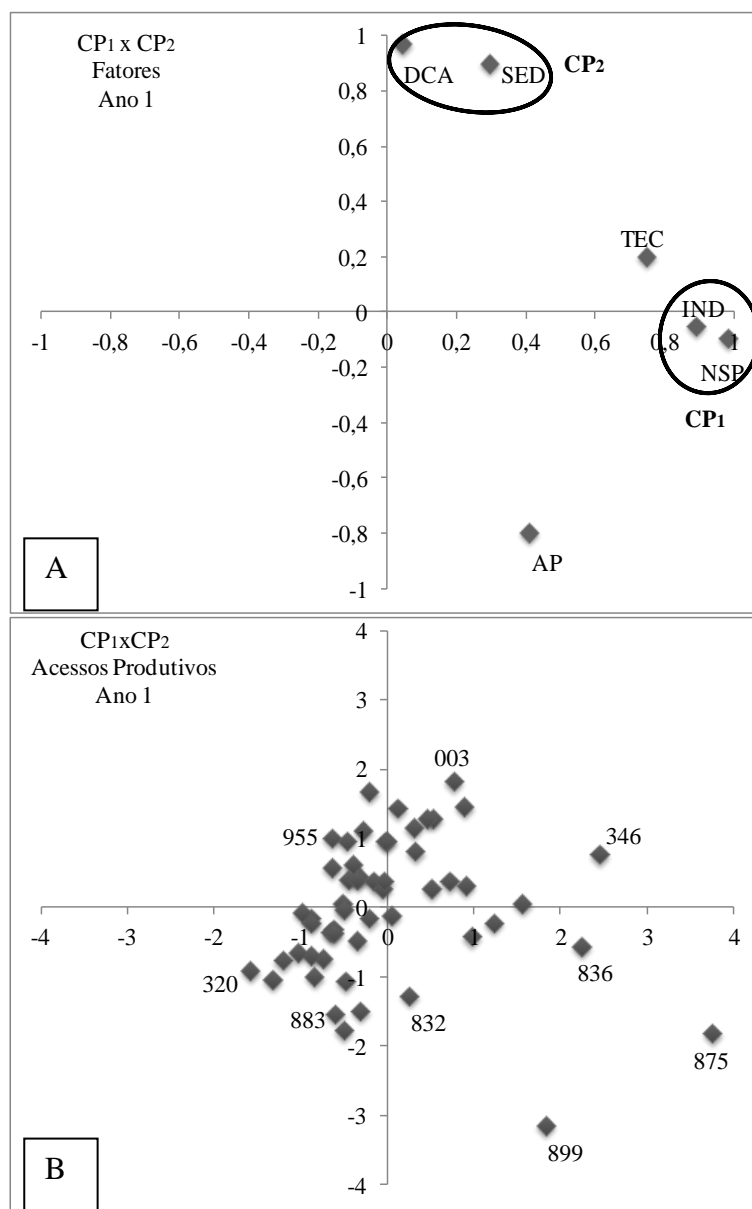 CP1 x CP2
Fatores
Ano 1
1
DCA SED CP2
0,8
0,6
0,4
TEC
0,2
0 IND
-1 -0,8 -0,6 -0,4 -0,2 0 0,2 0,4 0,6 0,8 1
-0,2 NSP
CP1
-0,4
-0,6
-0,8
A AP
-1
CP1xCP2
Acessos Produtivos
Ano 1
4
3
2 003
955 1 346
0
-4 -3 -2 -1 0 1 2 3 4
320 -1 836
883 832
-2 875
-3
899
B
-4